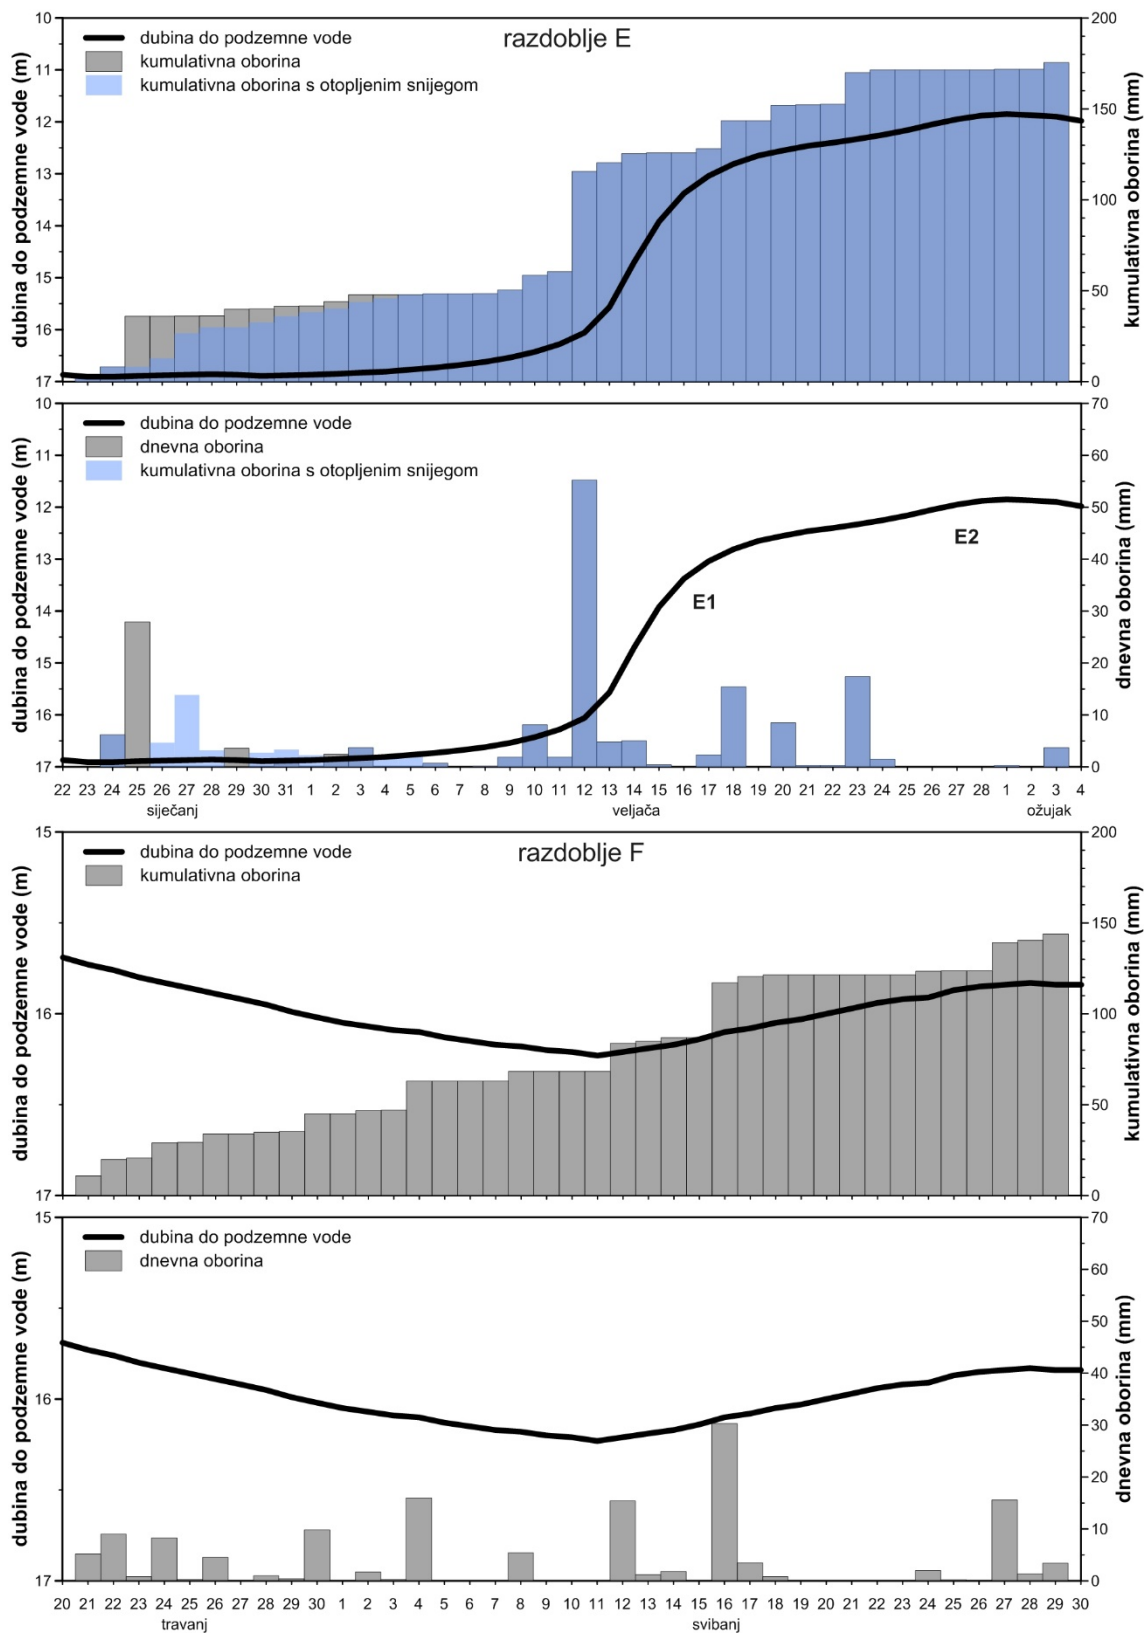 razdoblje E
dubina do podzemne vode
kumulativna oborina
kumulativna oborina s otopljenim snijegom
dubina do podzemne vode (m)
10
11
12
13
14
15
16
17
kumulativna oborina (mm)
200
150
100
50
0
dubina do podzemne vode
dnevna oborina
kumulativna oborina s otopljenim snijegom
dubina do podzemne vode (m)
10
11
12
13
14
15
16
17
E1
E2
dnevna oborina (mm)
70
60
50
40
30
20
10
0
22 23 24 25 26 27 28 29 30 31 1 2 3 4 5 6 7 8 9 10 11 12 13 14 15 16 17 18 19 20 21 22 23 24 25 26 27 28 1 2 3 4
siječanj veljača ožujak
razdoblje F
dubina do podzemne vode
kumulativna oborina
dubina do podzemne vode (m)
15
16
17
kumulativna oborina (mm)
200
150
100
50
0
dubina do podzemne vode
dnevna oborina
dubina do podzemne vode (m)
15
16
17
dnevna oborina (mm)
70
60
50
40
30
20
10
0
20 21 22 23 24 25 26 27 28 29 30 1 2 3 4 5 6 7 8 9 10 11 12 13 14 15 16 17 18 19 20 21 22 23 24 25 26 27 28 29 30
travanj svibanj